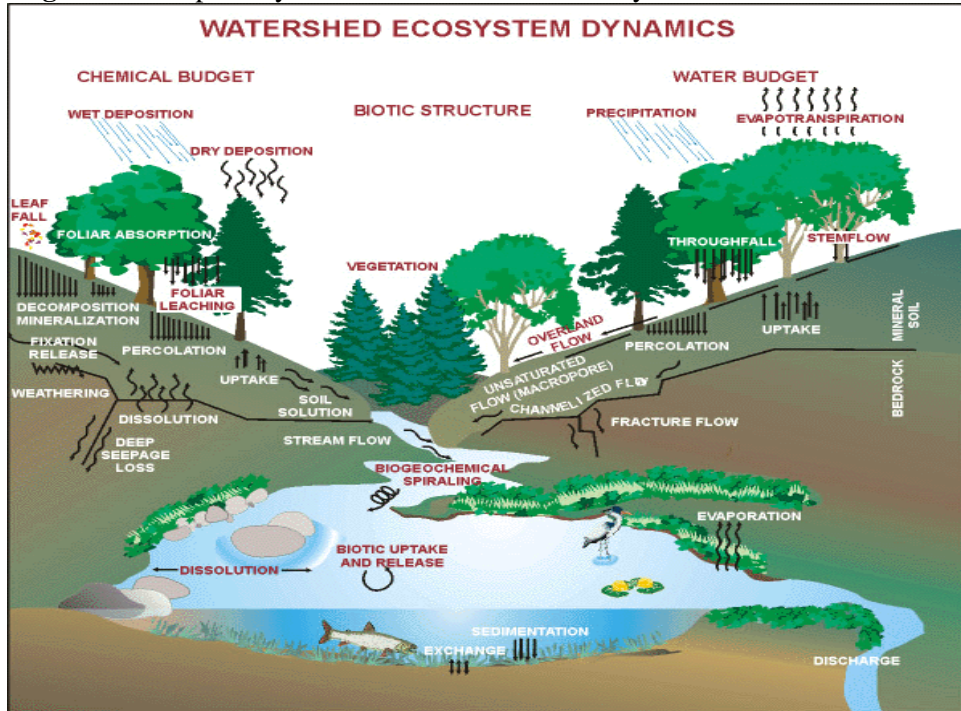 WATERSHED ECOSYSTEM DYNAMICS
CHEMICAL BUDGET
WATER BUDGET
BIOTIC STRUCTURE
WET DEPOSITION
PRECIPITATION
EVAPOTRANSPIRATION
DRY DEPOSITION
LEAF
FALL
FOLIAR ABSORPTION
THROUGHFALL
STEMFLOW
VEGETATION
FOLIAR
LEACHING
DECOMPOSITION
MINERALIZATION
OVERLAND
FLOW
UPTAKE
MINERAL
SOIL
FIXATION
RELEASE
PERCOLATION
PERCOLATION
UNSATURATED
FLOW (MACROPORE)
CHANNELIZED FLOW
WEATHERING
UPTAKE
SOIL
SOLUTION
BEDROCK
DISSOLUTION
FRACTURE FLOW
DEEP
SEEPAGE
LOSS
STREAM FLOW
BIOGEOCHEMICAL
SPIRALING
EVAPORATION
BIOTIC UPTAKE
AND RELEASE
DISSOLUTION
SEDIMENTATION
EXCHANGE
DISCHARGE